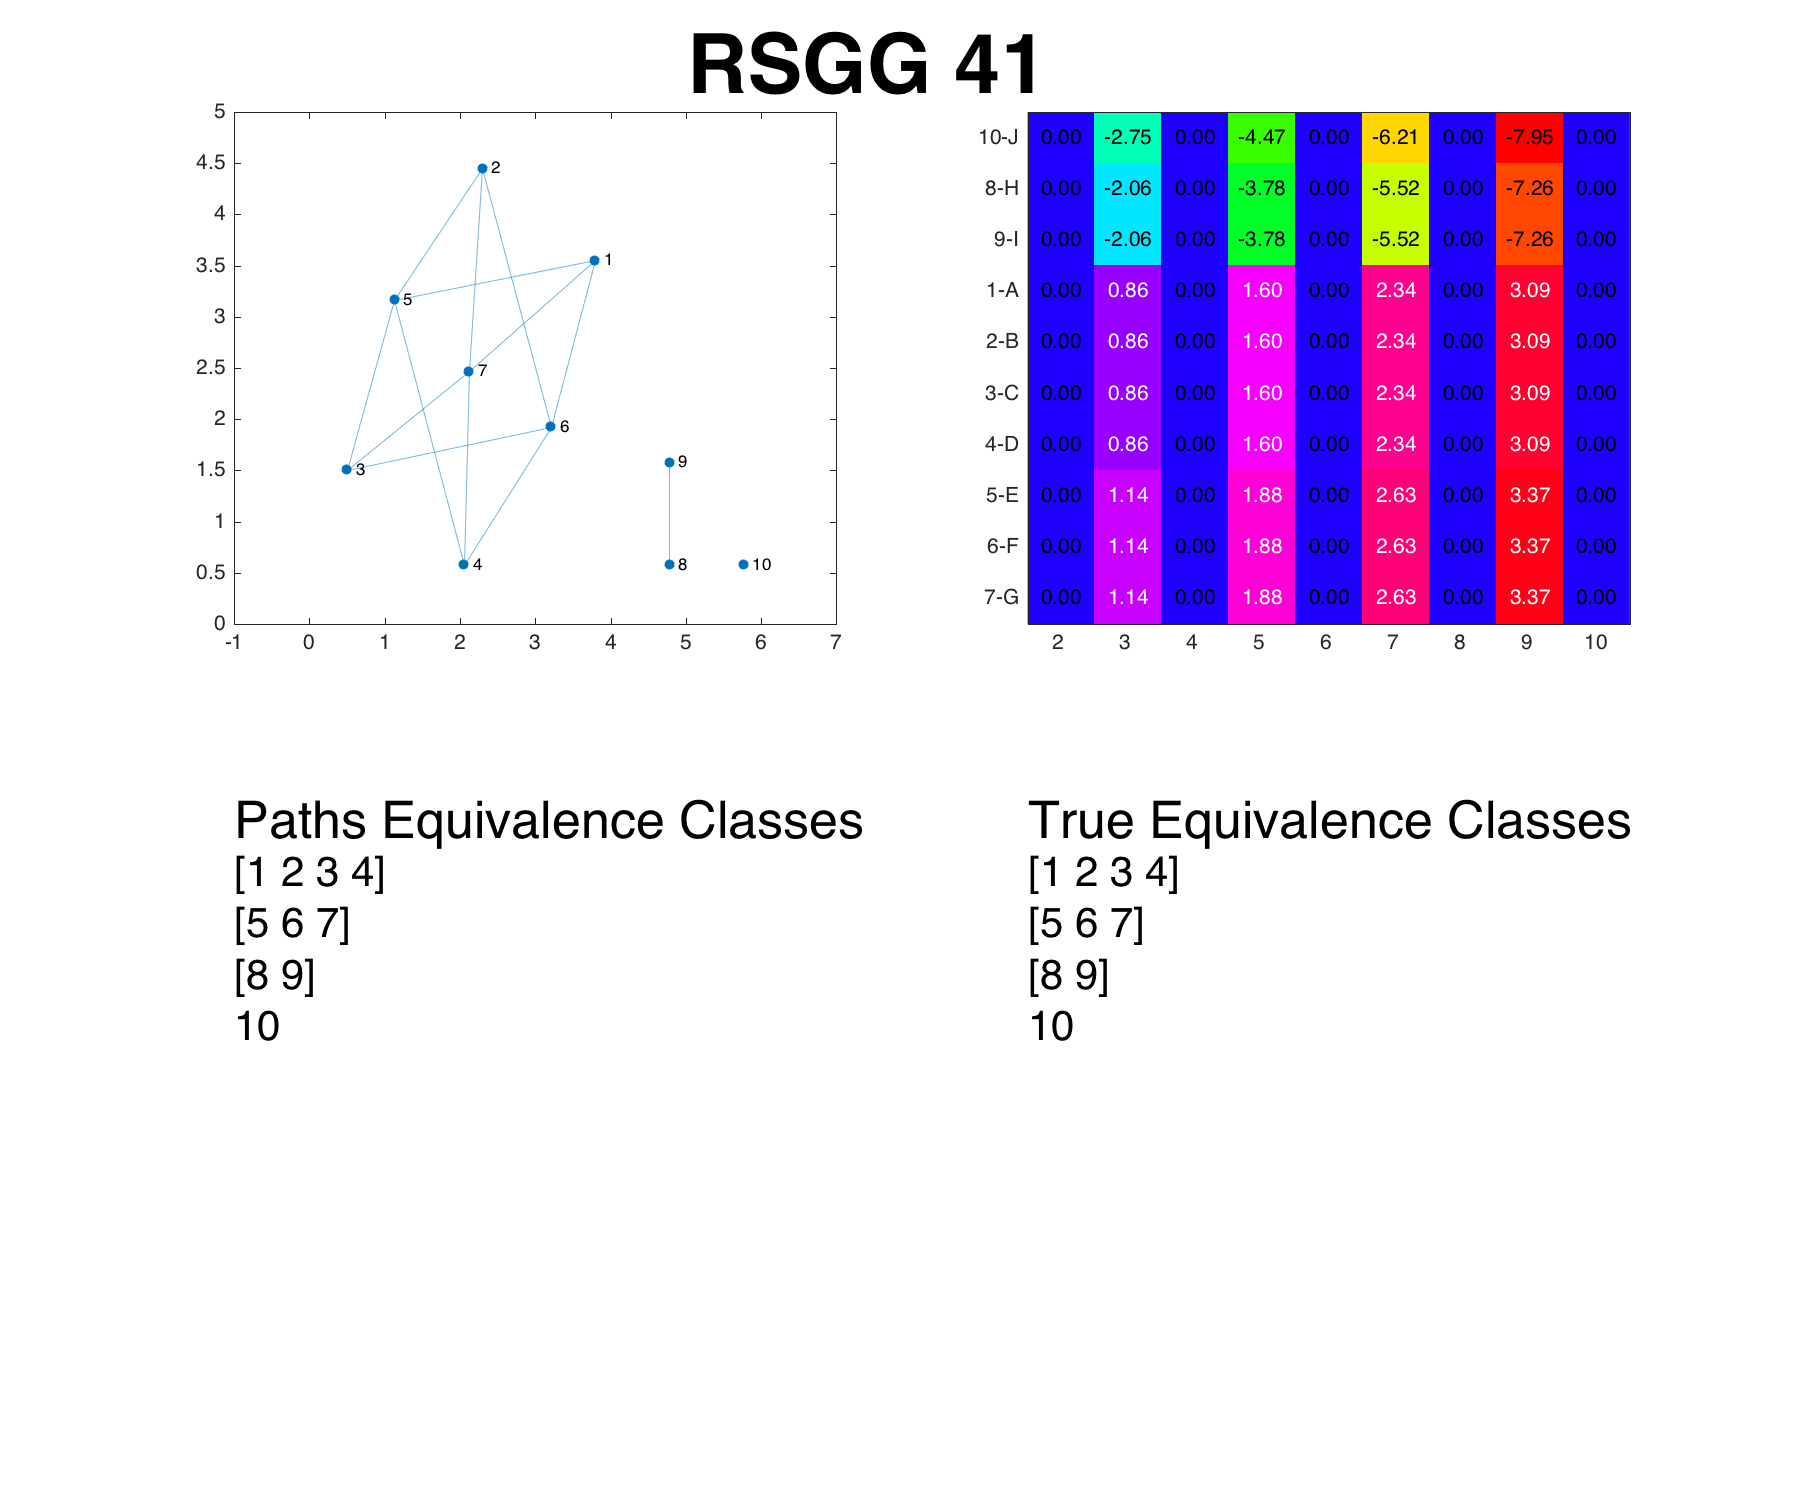 RSGG 41
5
4.5
4
3.5
3
2.5
2
1.5
1
0.5
0
-1 0 1 2 3 4 5 6 7
2
1
5
7
6
3
9
4
8
10
10-J 0.00 -2.75 0.00 -4.47 0.00 -6.21 0.00 -7.95 0.00
8-H 0.00 -2.06 0.00 -3.78 0.00 -5.52 0.00 -7.26 0.00
9-I 0.00 -2.06 0.00 -3.78 0.00 -5.52 0.00 -7.26 0.00
1-A 0.00 0.86 0.00 1.60 0.00 2.34 0.00 3.09 0.00
2-B 0.00 0.86 0.00 1.60 0.00 2.34 0.00 3.09 0.00
3-C 0.00 0.86 0.00 1.60 0.00 2.34 0.00 3.09 0.00
4-D 0.00 0.86 0.00 1.60 0.00 2.34 0.00 3.09 0.00
5-E 0.00 1.14 0.00 1.88 0.00 2.63 0.00 3.37 0.00
6-F 0.00 1.14 0.00 1.88 0.00 2.63 0.00 3.37 0.00
7-G 0.00 1.14 0.00 1.88 0.00 2.63 0.00 3.37 0.00
2 3 4 5 6 7 8 9 10
Paths Equivalence Classes
[1 2 3 4]
[5 6 7]
[8 9]
10
True Equivalence Classes
[1 2 3 4]
[5 6 7]
[8 9]
10